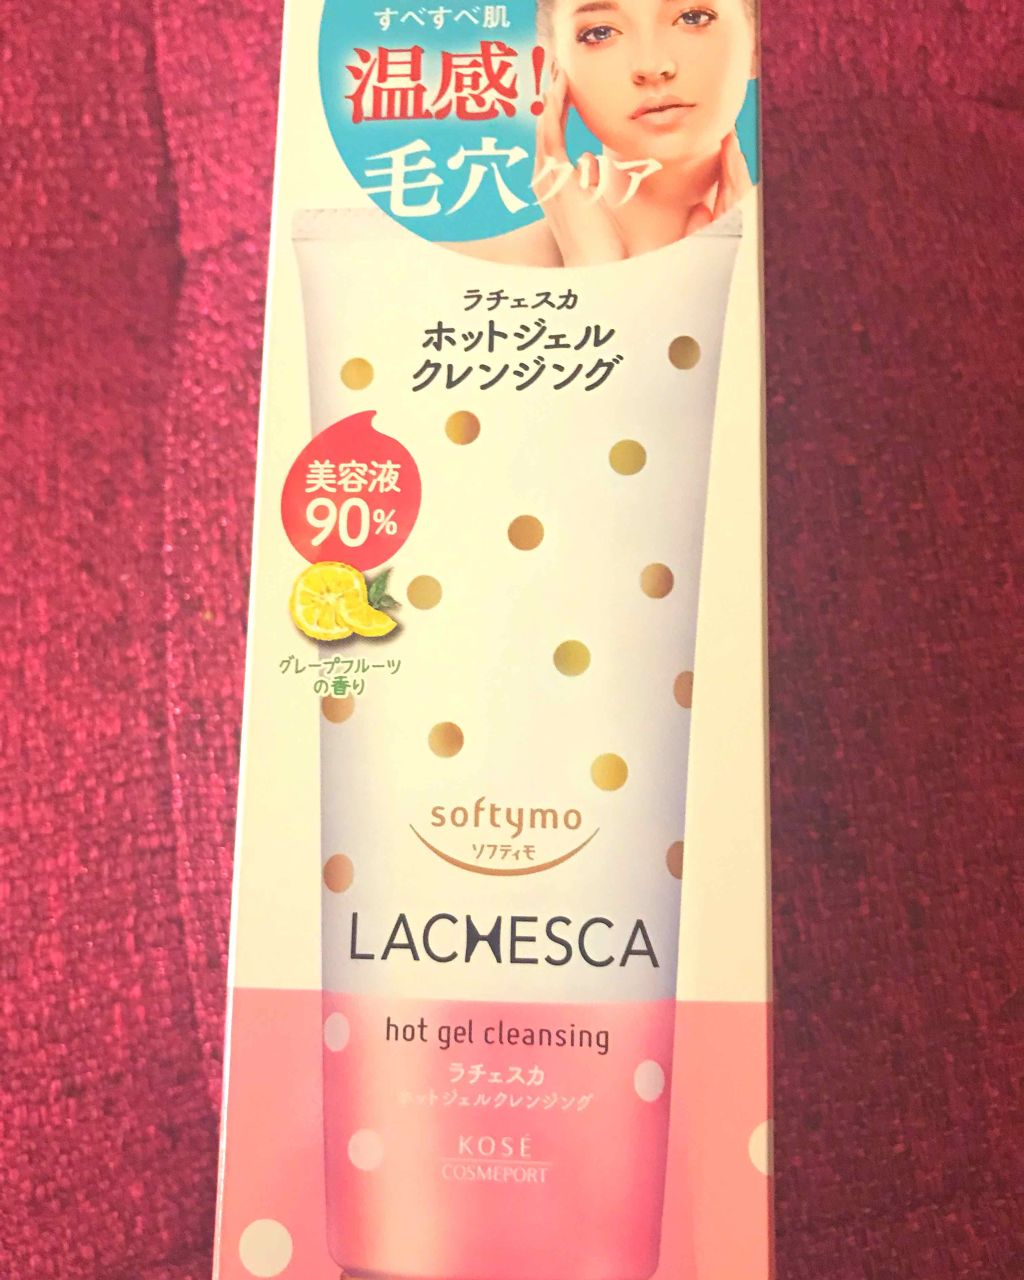 すべすべ肌
温感!
毛穴クリア
ラチェスカ
ホットジェル
クレンジング
美容液
90%
グレープフルーツ
の香り
softymo
ソフティモ
LACHESCA
hot gel cleansing
ラチェスカ
ホットジェルクレンジング
KOSÉ
COSMEPORT